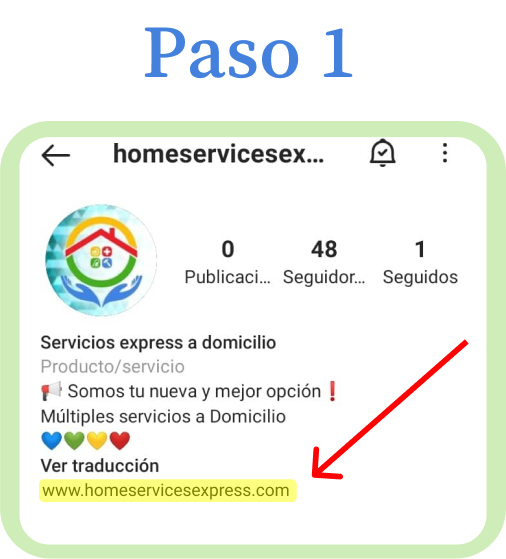 Paso 1
homeservicesex...
0 48 1
Publicaci... Seguidor... Seguidos
Servicios express a domicilio
Producto/servicio
📢 Somos tu nueva y mejor opción❗
Múltiples servicios a Domicilio
💙💚💛❤️
Ver traducción
www.homeservicesexpress.com